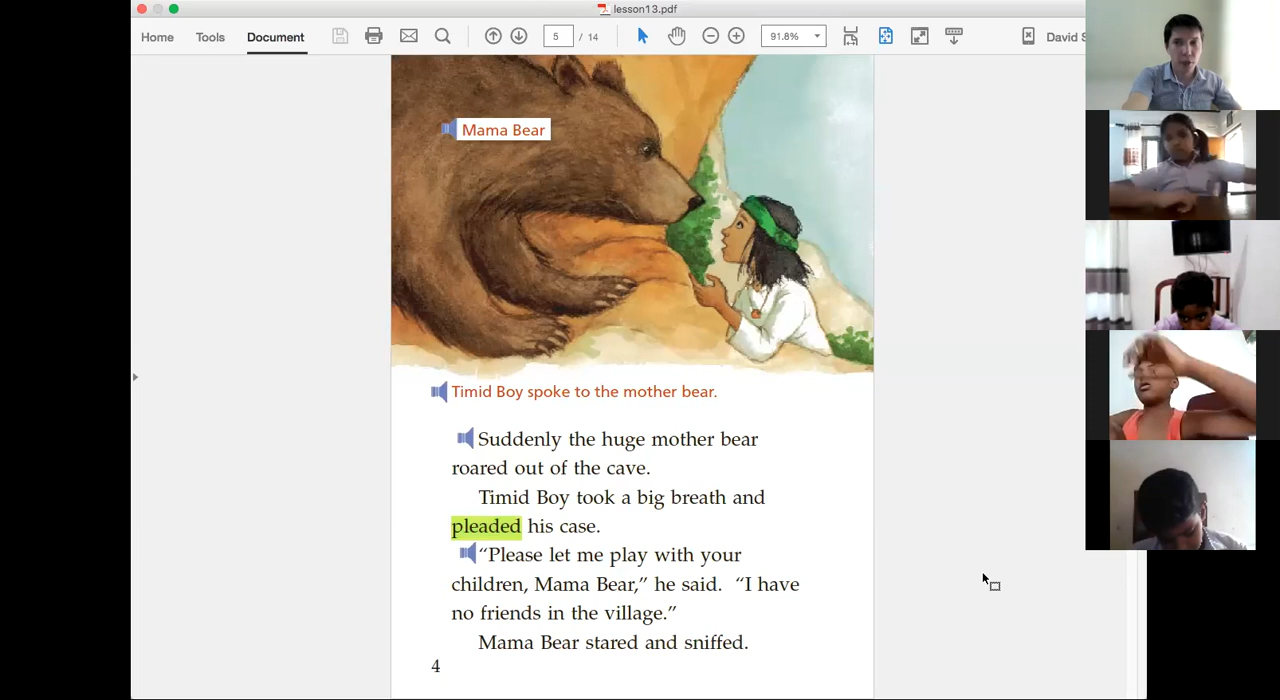 lesson13.pdf
Home Tools Document 5 / 14 91.8% David S
Mama Bear
Timid Boy spoke to the mother bear.
Suddenly the huge mother bear
roared out of the cave.
Timid Boy took a big breath and
pleaded his case.
“Please let me play with your
children, Mama Bear,” he said. “I have
no friends in the village.”
Mama Bear stared and sniffed.
4